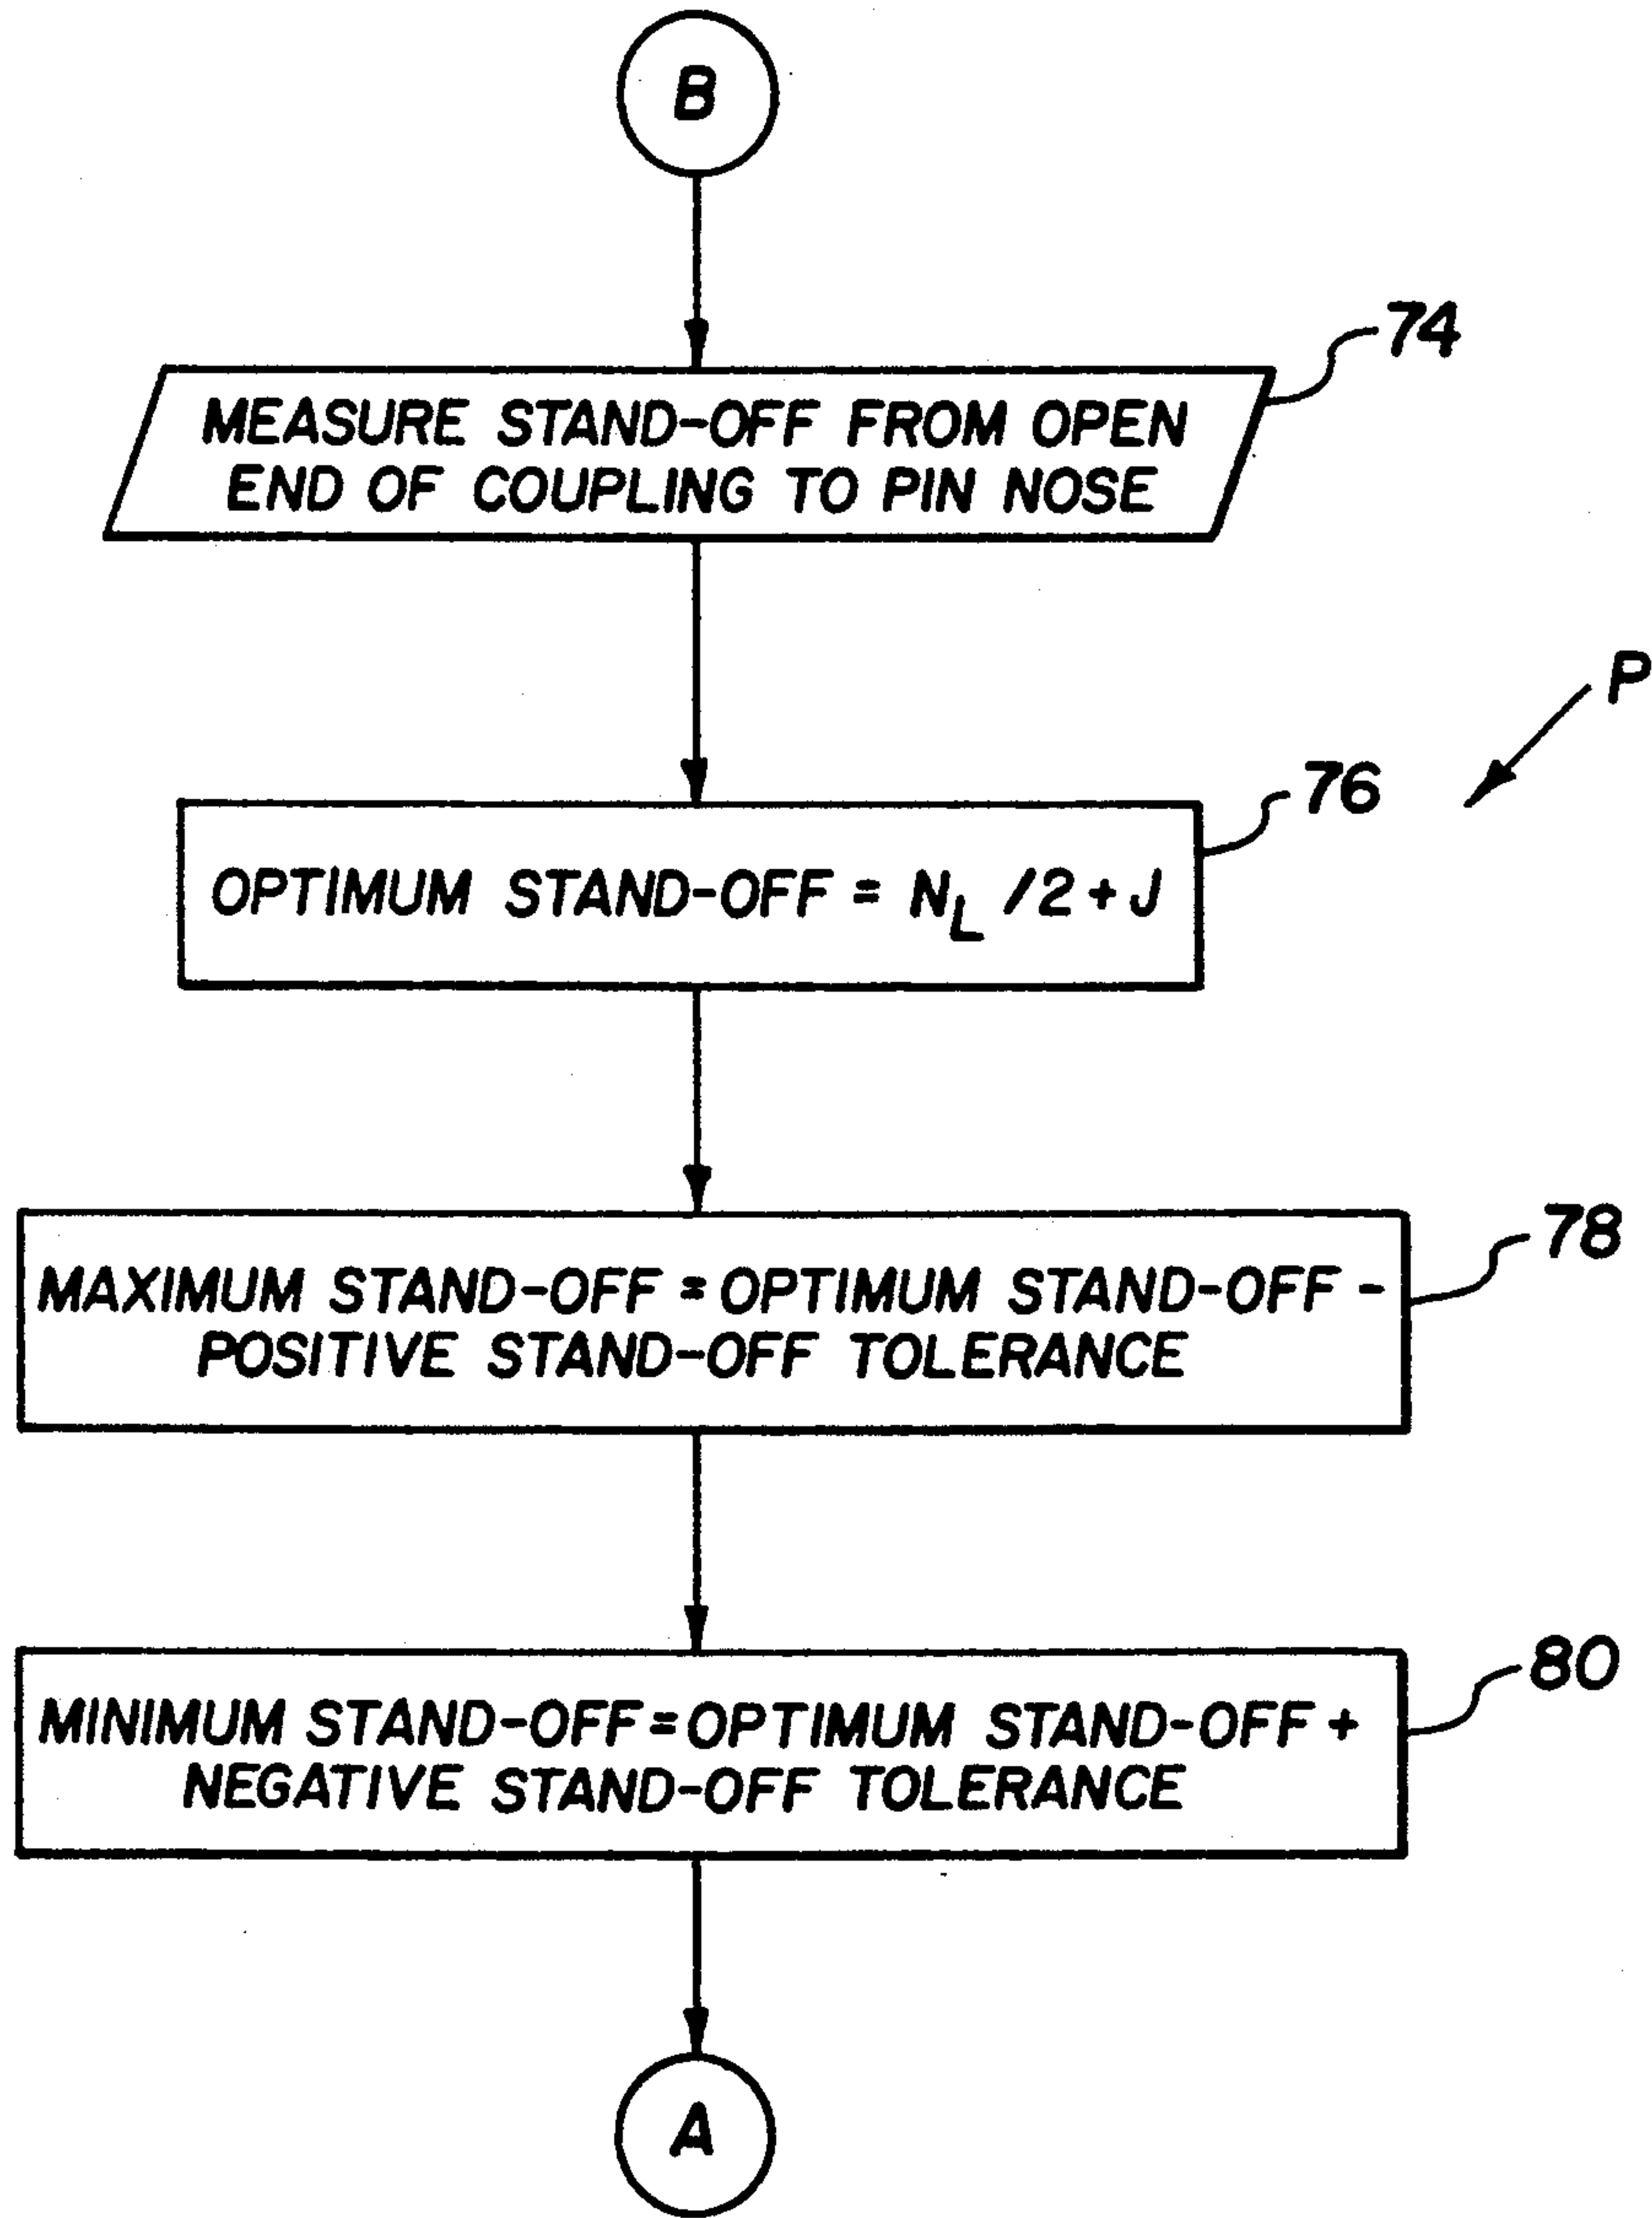 B
74
MEASURE STAND-OFF FROM OPEN
END OF COUPLING TO PIN NOSE
P
76
OPTIMUM STAND-OFF = N_L /2 + J
78
MAXIMUM STAND-OFF = OPTIMUM STAND-OFF -
POSITIVE STAND-OFF TOLERANCE
80
MINIMUM STAND-OFF = OPTIMUM STAND-OFF +
NEGATIVE STAND-OFF TOLERANCE
A